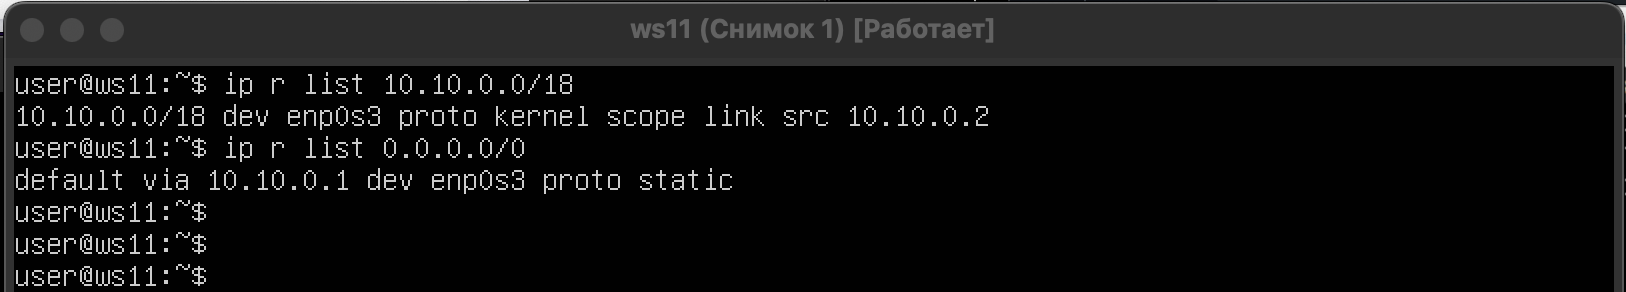 ws11 (Снимок 1) [Работает]
user@ws11:~$ ip r list 10.10.0.0/18
10.10.0.0/18 dev enp0s3 proto kernel scope link src 10.10.0.2
user@ws11:~$ ip r list 0.0.0.0/0
default via 10.10.0.1 dev enp0s3 proto static
user@ws11:~$
user@ws11:~$
user@ws11:~$